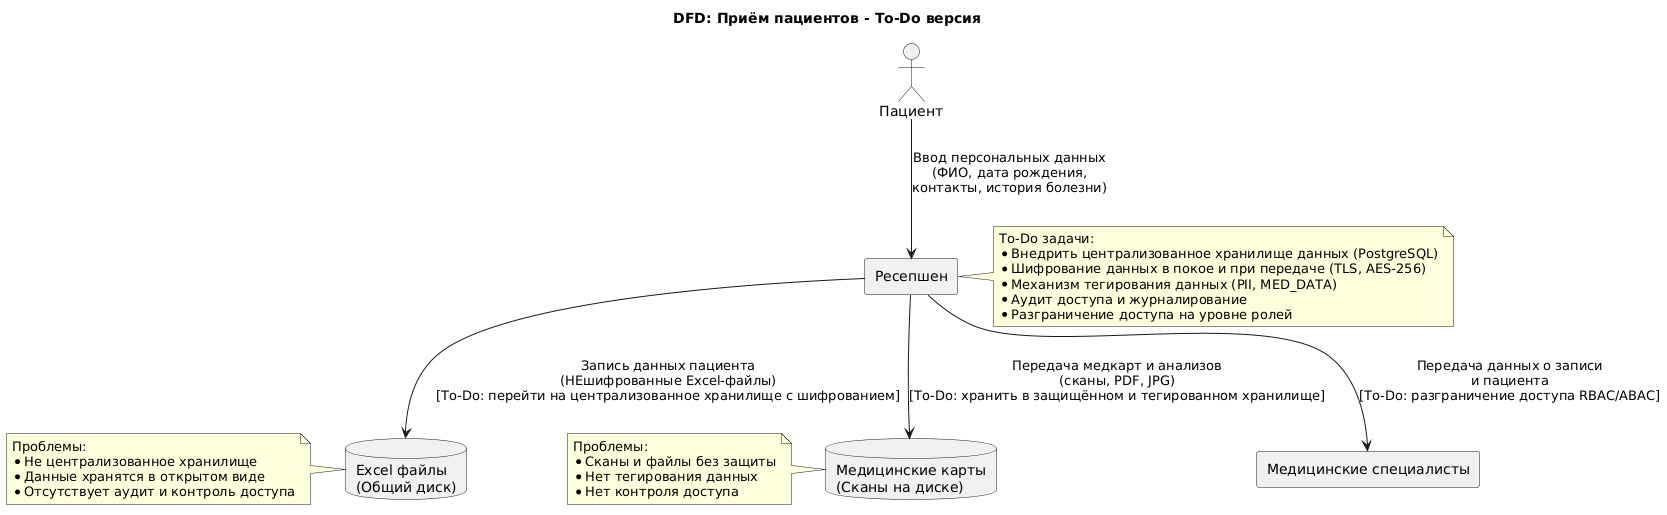 DFD: Приём пациентов - To-Do версия
Пациент
Ввод персональных данных
(ФИО, дата рождения,
контакты, история болезни)
Ресепшен
To-Do задачи:
• Внедрить централизованное хранилище данных (PostgreSQL)
• Шифрование данных в покое и при передаче (TLS, AES-256)
• Механизм тегирования данных (PII, MED_DATA)
• Аудит доступа и журналирование
• Разграничение доступа на уровне ролей
Запись данных пациента
(НЕшифрованные Excel-файлы)
[To-Do: перейти на централизованное хранилище с шифрованием]
Передача медкарт и анализов
(сканы, PDF, JPG)
[To-Do: хранить в защищённом и тегированном хранилище]
Передача данных о записи
и пациента
[To-Do: разграничение доступа RBAC/ABAC]
Проблемы:
• Не централизованное хранилище
• Данные хранятся в открытом виде
• Отсутствует аудит и контроль доступа
Excel файлы
(Общий диск)
Проблемы:
• Сканы и файлы без защиты
• Нет тегирования данных
• Нет контроля доступа
Медицинские карты
(Сканы на диске)
Медицинские специалисты